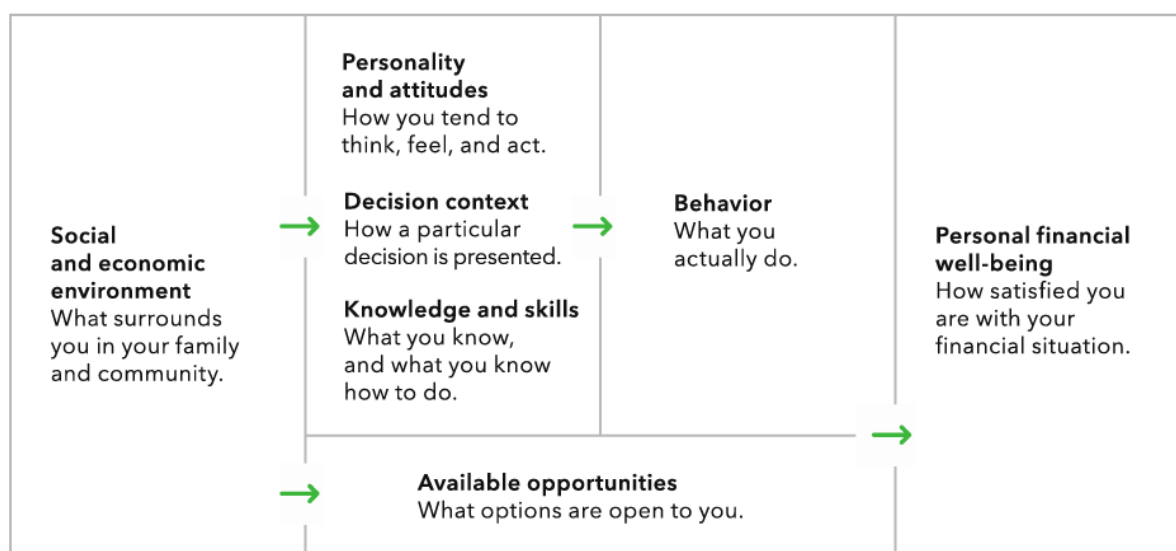 Social
and economic
environment
What surrounds
you in your family
and community.
Personality
and attitudes
How you tend to
think, feel, and act.
Decision context
How a particular
decision is presented.
Knowledge and skills
What you know,
and what you know
how to do.
Behavior
What you
actually do.
Available opportunities
What options are open to you.
Personal financial
well-being
How satisfied you
are with your
financial situation.